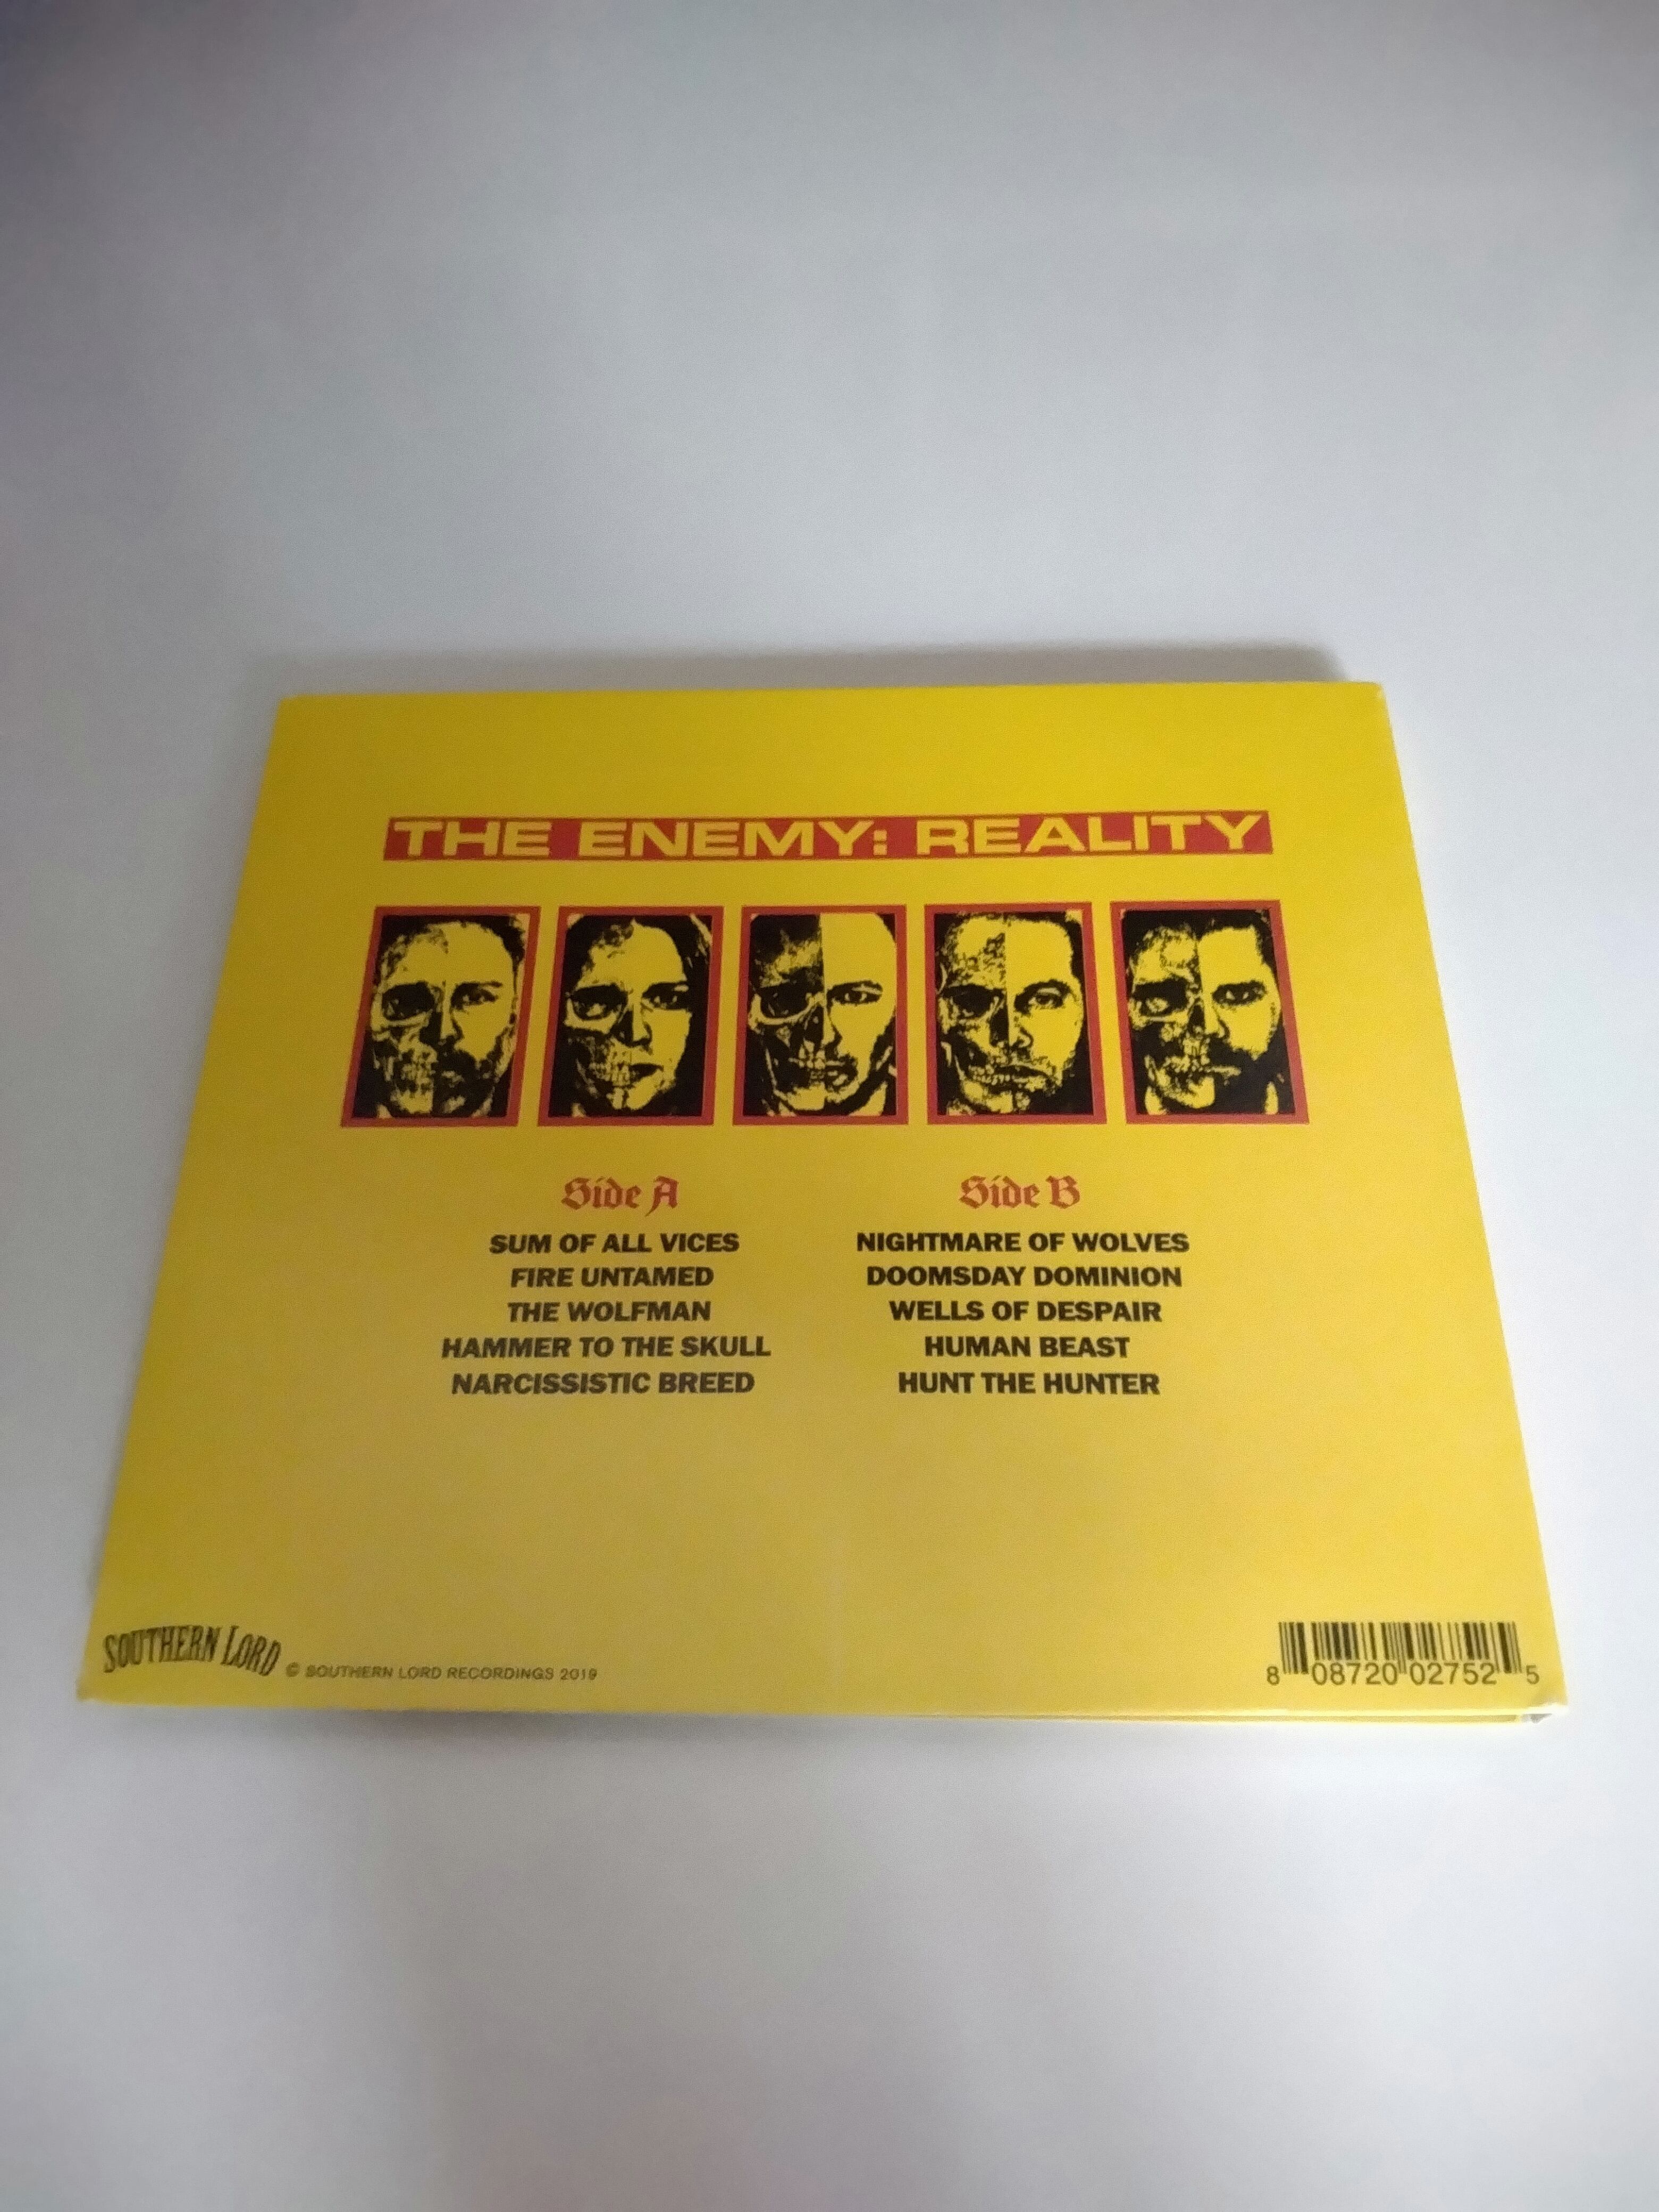 THE ENEMY: REALITY
Side A
SUM OF ALL VICES
FIRE UNTAMED
THE WOLFMAN
HAMMER TO THE SKULL
NARCISSISTIC BREED
Side B
NIGHTMARE OF WOLVES
DOOMSDAY DOMINION
WELLS OF DESPAIR
HUMAN BEAST
HUNT THE HUNTER
SOUTHERN LORD
© SOUTHERN LORD RECORDINGS 2019
8 08720 02752 5